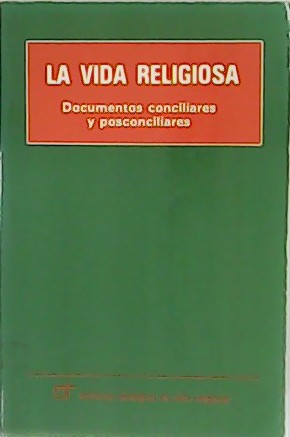 LA VIDA RELIGIOSA
Documentos conciliares
y posconciliares